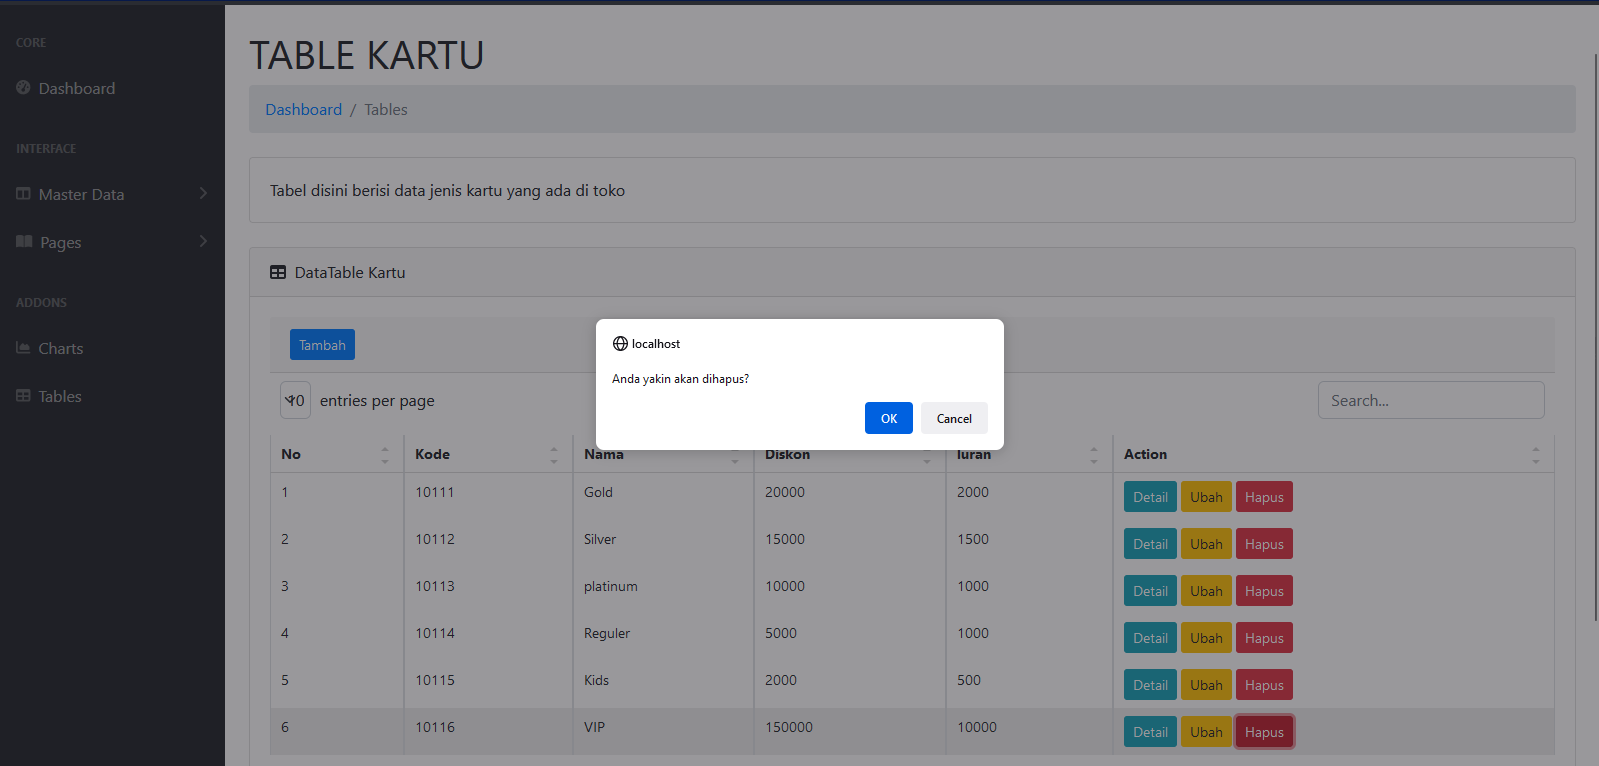 CORE
Dashboard
INTERFACE
Master Data
Pages
ADDONS
Charts
Tables
TABLE KARTU
Dashboard / Tables
Tabel disini berisi data jenis kartu yang ada di toko
DataTable Kartu
Tambah
10 entries per page
Search...
localhost
Anda yakin akan dihapus?
OK Cancel
No Kode Nama Diskon Iuran Action
1 10111 Gold 20000 2000 Detail Ubah Hapus
2 10112 Silver 15000 1500 Detail Ubah Hapus
3 10113 platinum 10000 1000 Detail Ubah Hapus
4 10114 Reguler 5000 1000 Detail Ubah Hapus
5 10115 Kids 2000 500 Detail Ubah Hapus
6 10116 VIP 150000 10000 Detail Ubah Hapus